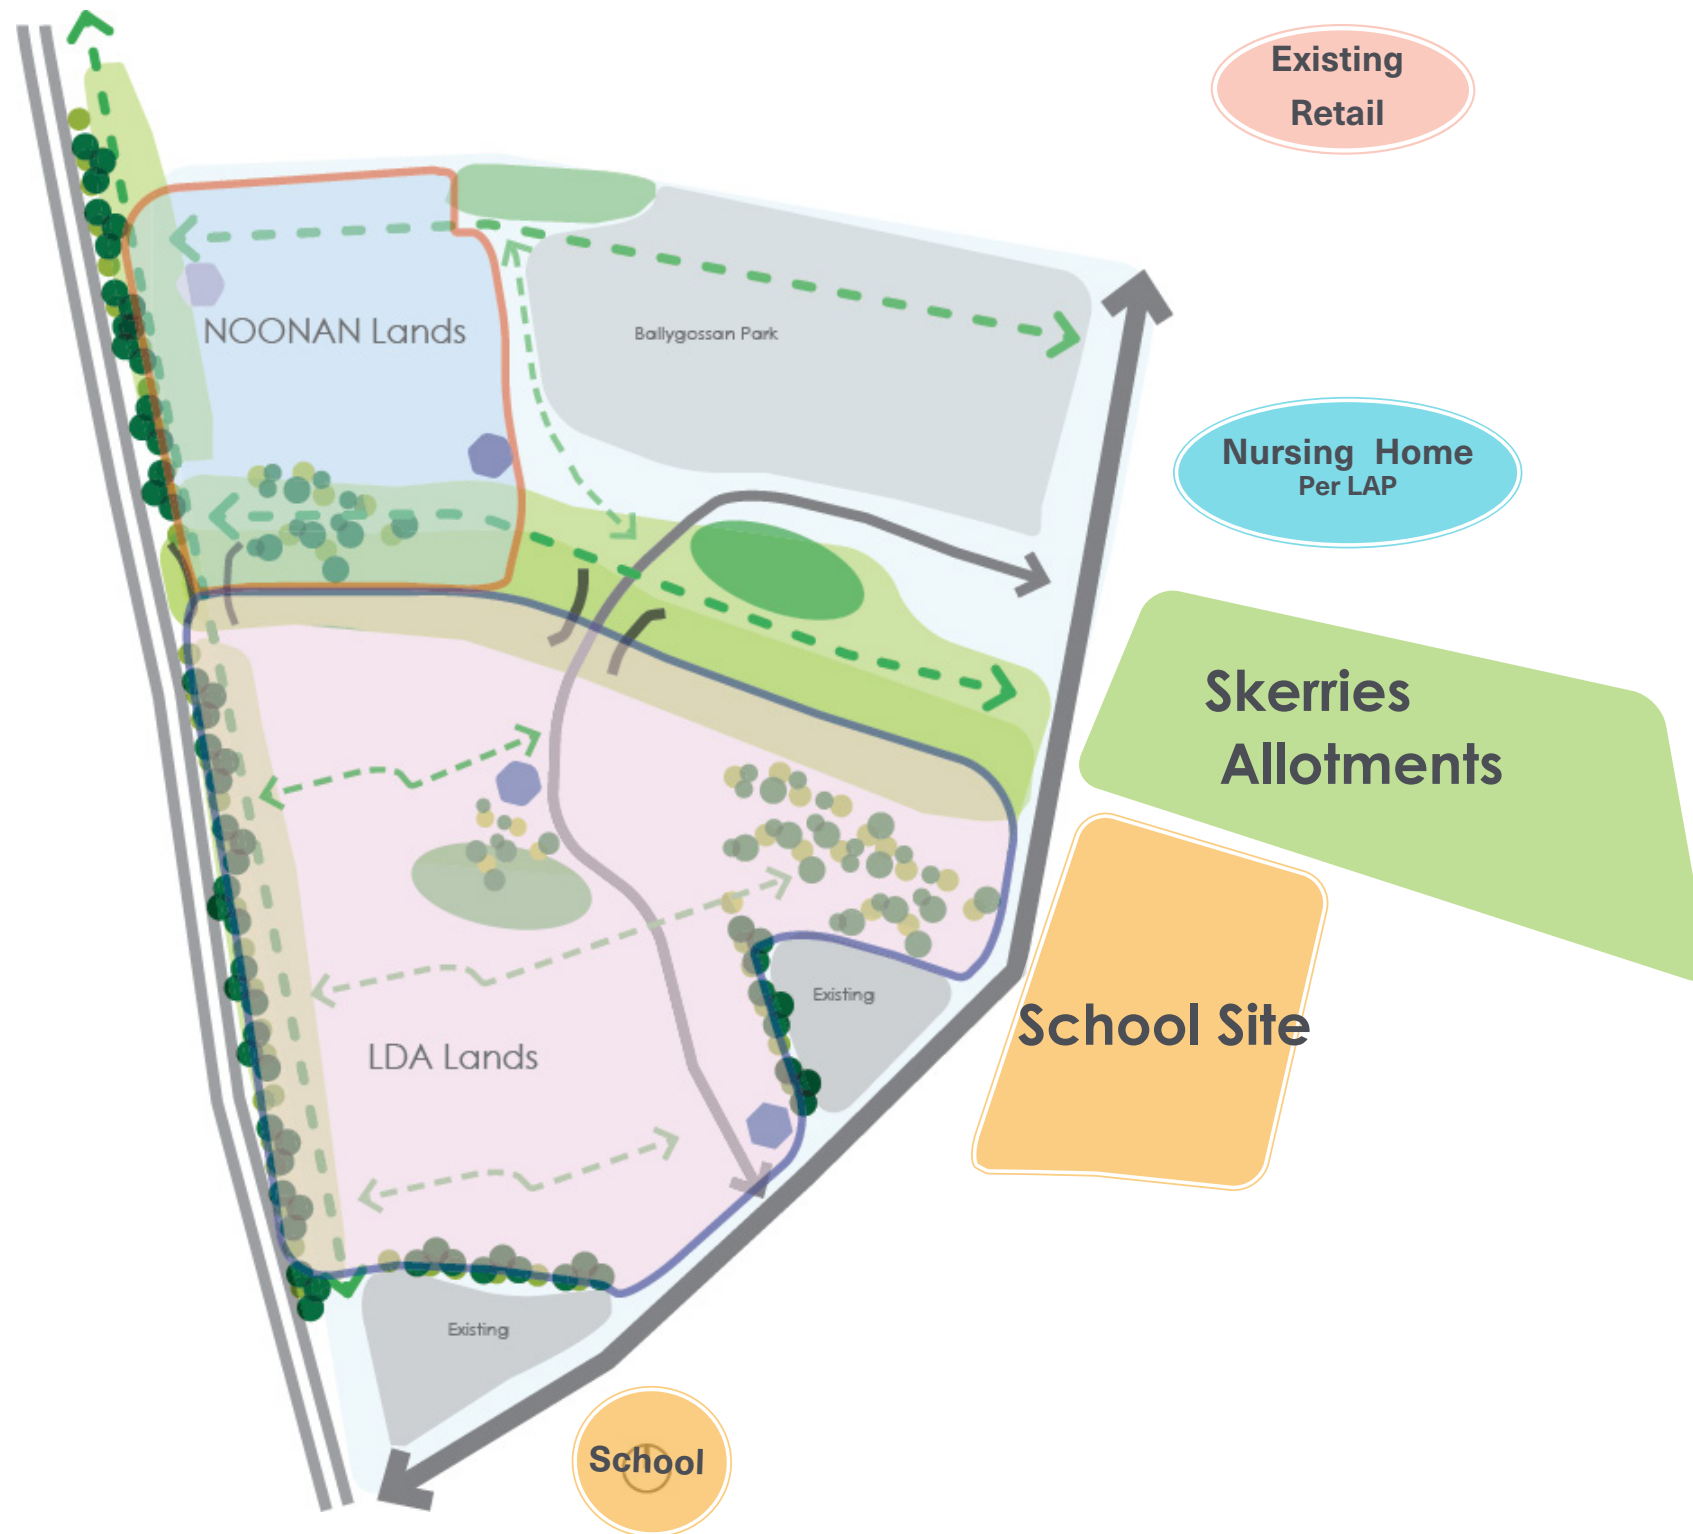 Existing
Retail
NOONAN Lands
Ballygossan Park
Nursing Home
Per LAP
Skerries
Allotments
Existing
School Site
LDA Lands
Existing
School